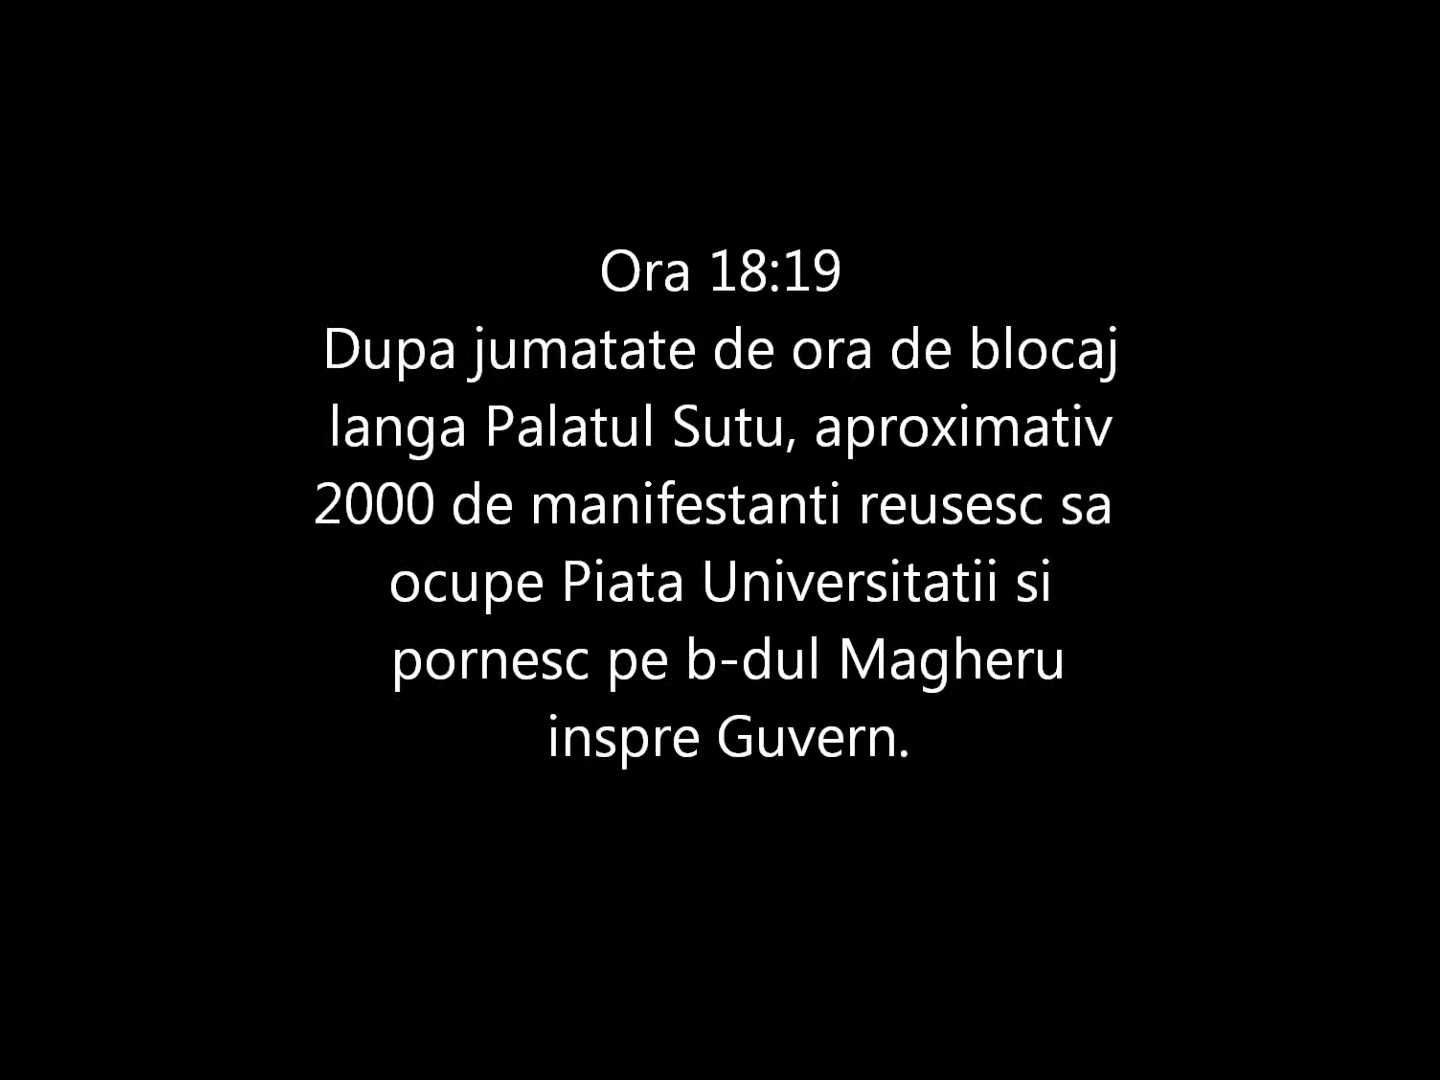 Ora 18:19
Dupa jumatate de ora de blocaj
langa Palatul Sutu, aproximativ
2000 de manifestanti reusesc sa
ocupe Piata Universitatii si
pornesc pe b-dul Magheru
inspre Guvern.